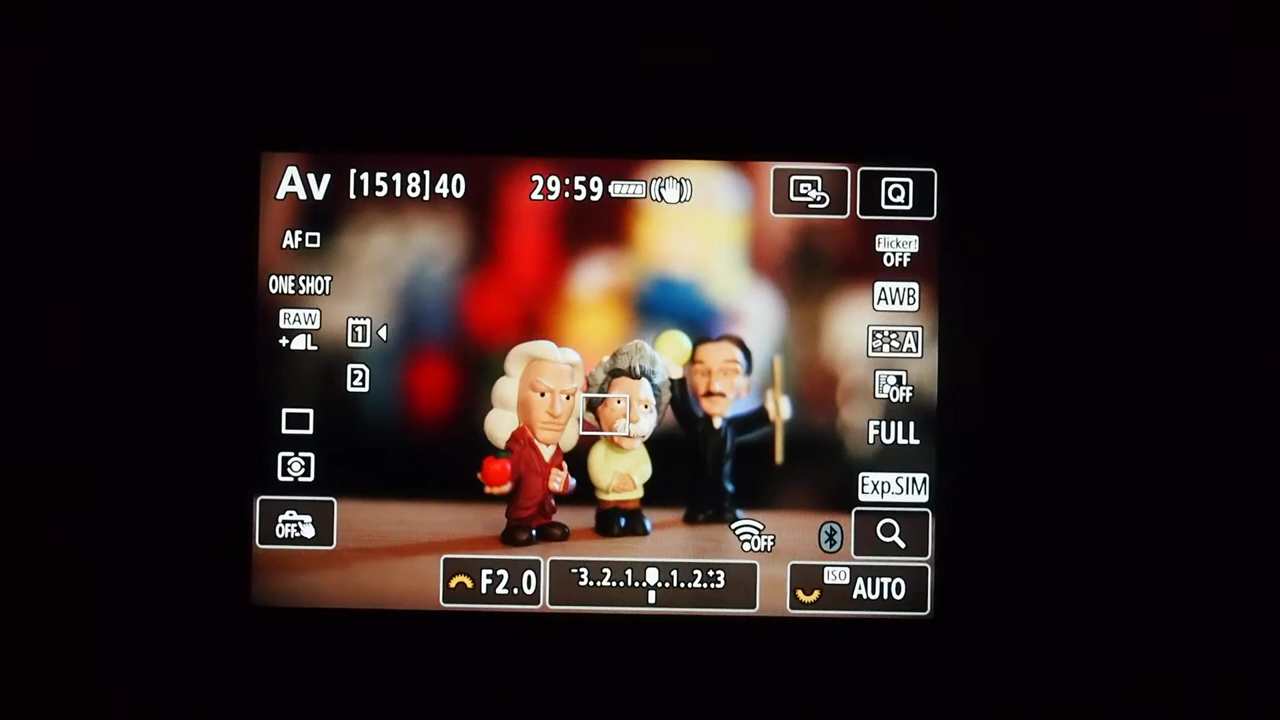 Av [1518]40 29:59 Q
AF
ONE SHOT
RAW
+L
1
2
OFF
Flicker!
OFF
AWB
A
OFF
FULL
Exp.SIM
OFF
F2.0
-3..2..1..  ..1..2..+3
ISO
AUTO